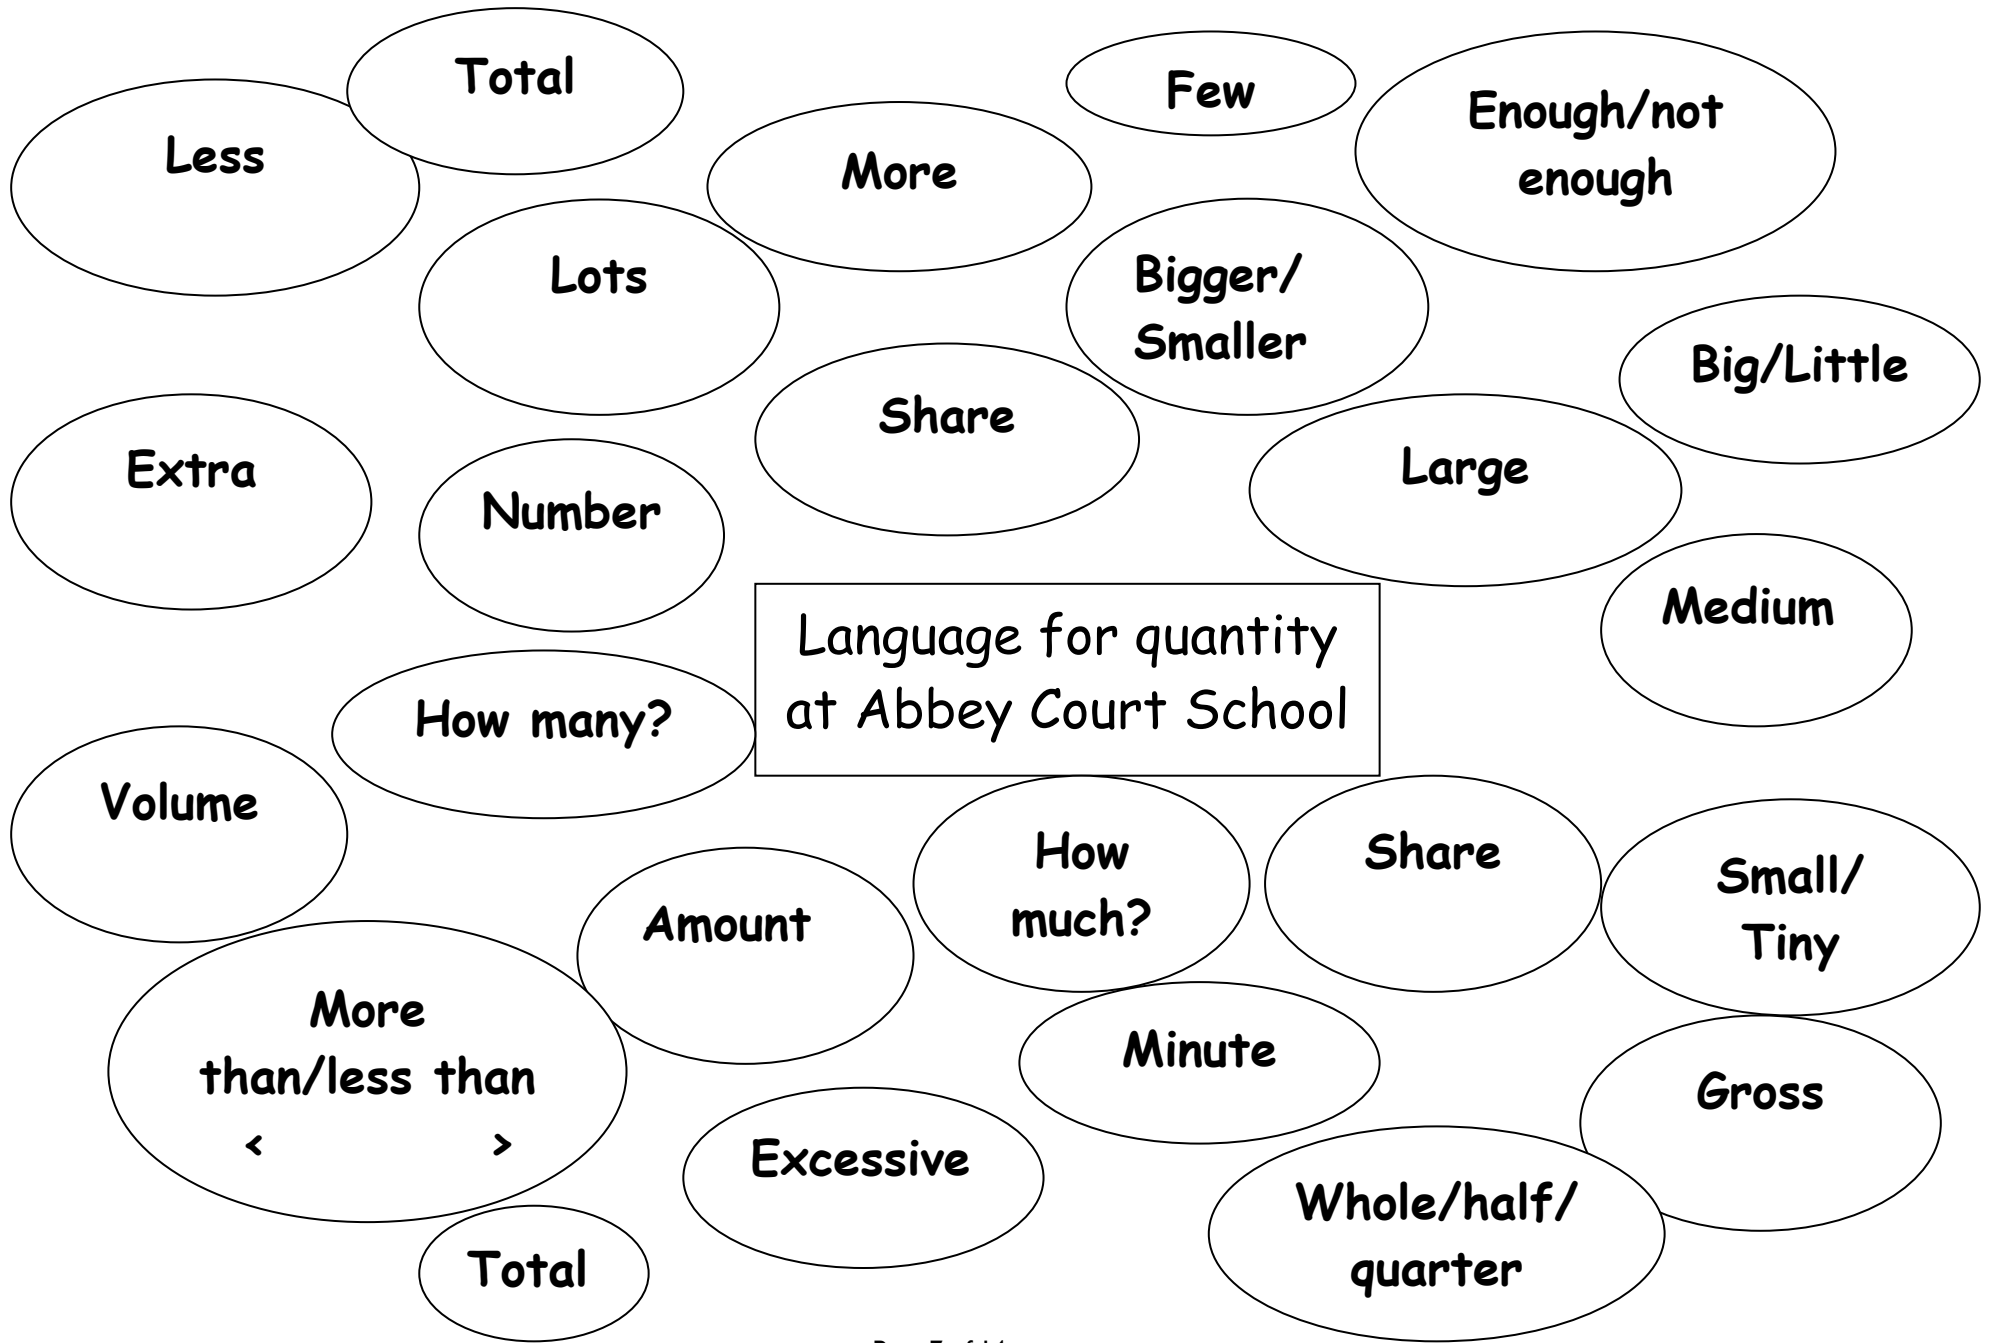 Total
Few
Enough/not
enough
Less
More
Lots
Bigger/
Smaller
Big/Little
Share
Extra
Large
Number
Medium
Language for quantity
at Abbey Court School
How many?
Volume
How
much?
Share
Small/
Tiny
Amount
More
than/less than
< >
Minute
Gross
Excessive
Whole/half/
quarter
Total